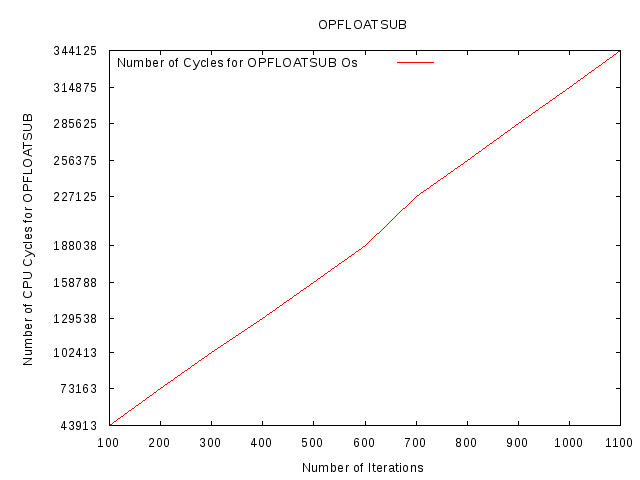 OPFLOATSUB
Number of Cycles for OPFLOATSUB Os
344125
314875
285625
256375
227125
188038
158788
129538
102413
73163
43913
Number of CPU Cycles for OPFLOATSUB
100 200 300 400 500 600 700 800 900 1000 1100
Number of Iterations